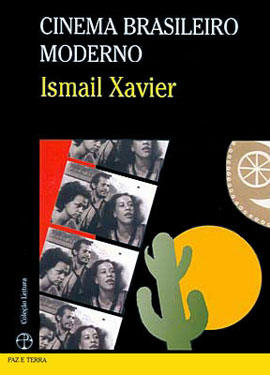 CINEMA BRASILEIRO
MODERNO
Ismail Xavier
Coleção Leitura
PAZ E TERRA